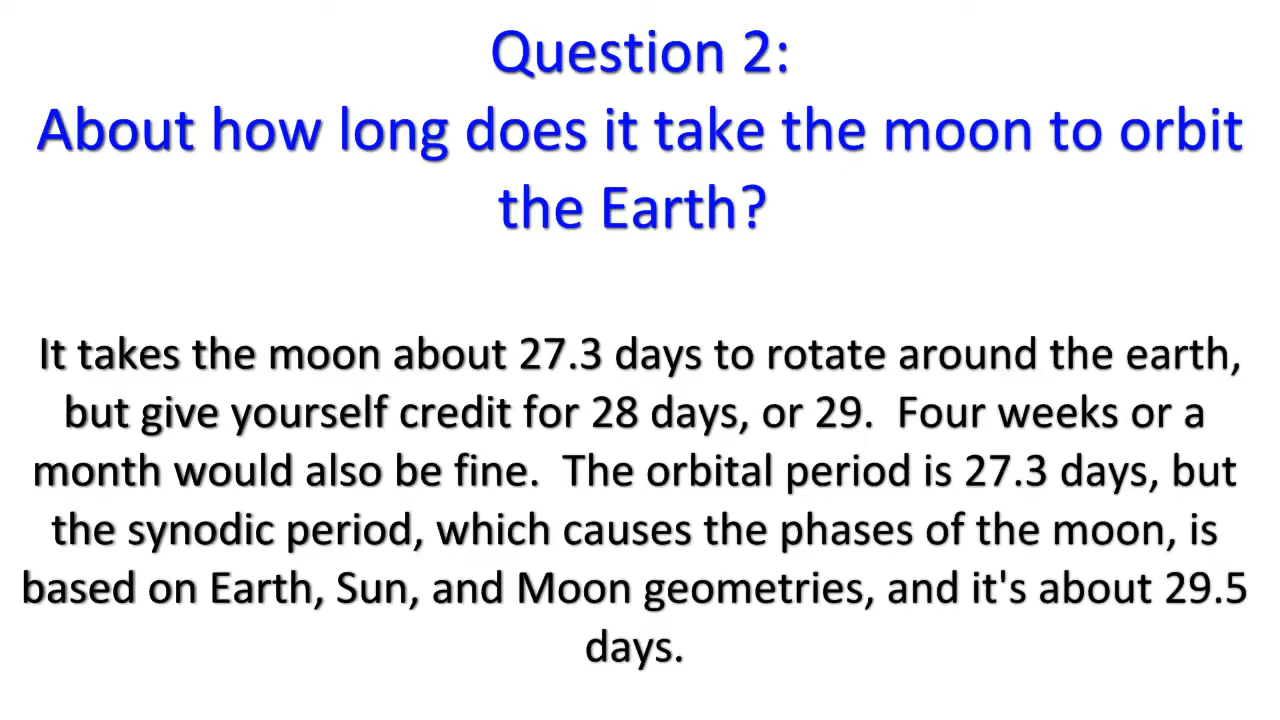 Question 2:
About how long does it take the moon to orbit
the Earth?
It takes the moon about 27.3 days to rotate around the earth,
but give yourself credit for 28 days, or 29.  Four weeks or a
month would also be fine.  The orbital period is 27.3 days, but
the synodic period, which causes the phases of the moon, is
based on Earth, Sun, and Moon geometries, and it's about 29.5
days.